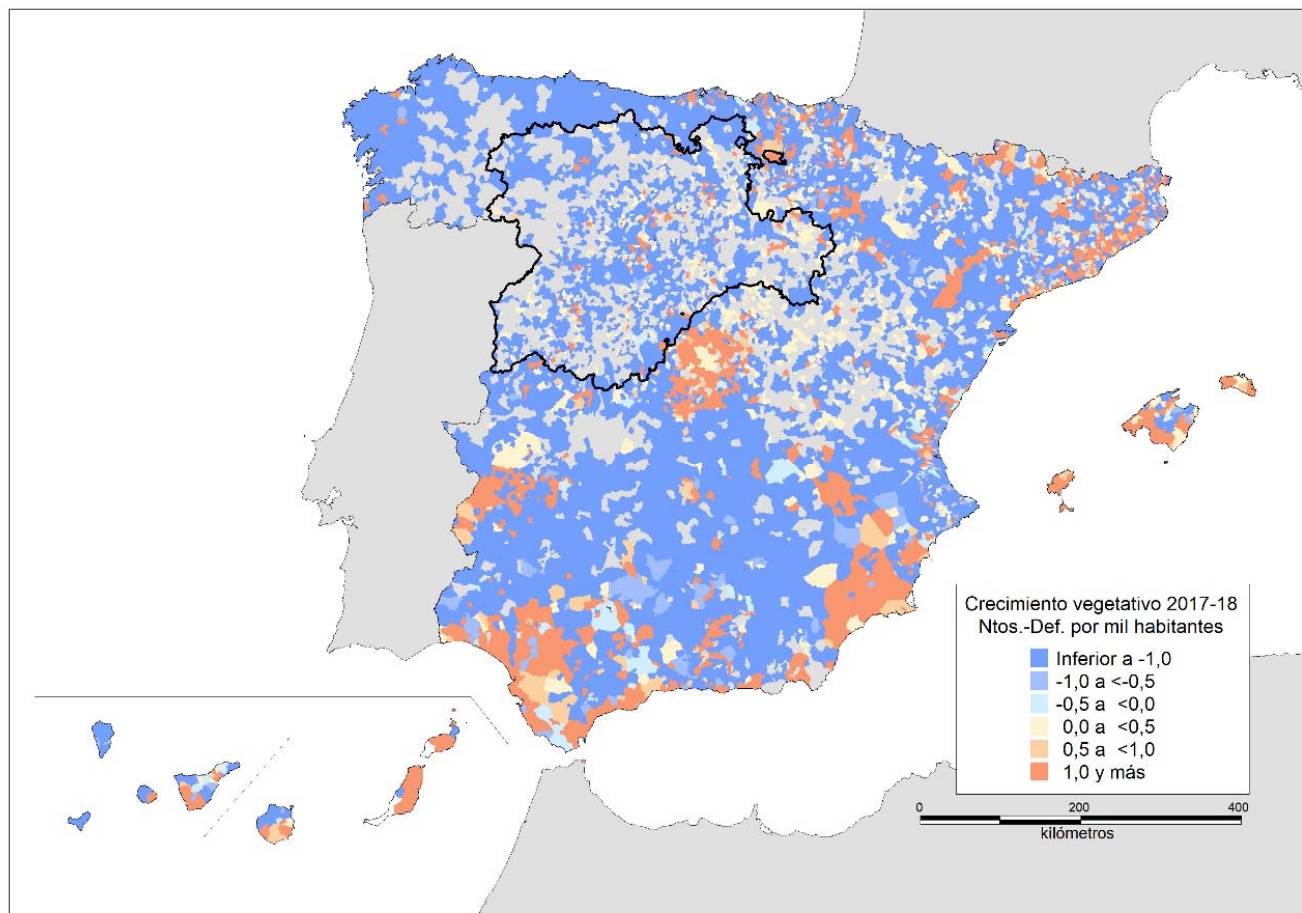 Crecimiento vegetativo 2017-18
Ntos.-Def. por mil habitantes
Inferior a -1,0
-1,0 a <-0,5
-0,5 a <0,0
0,0 a <0,5
0,5 a <1,0
1,0 y más
0 200 400
kilómetros